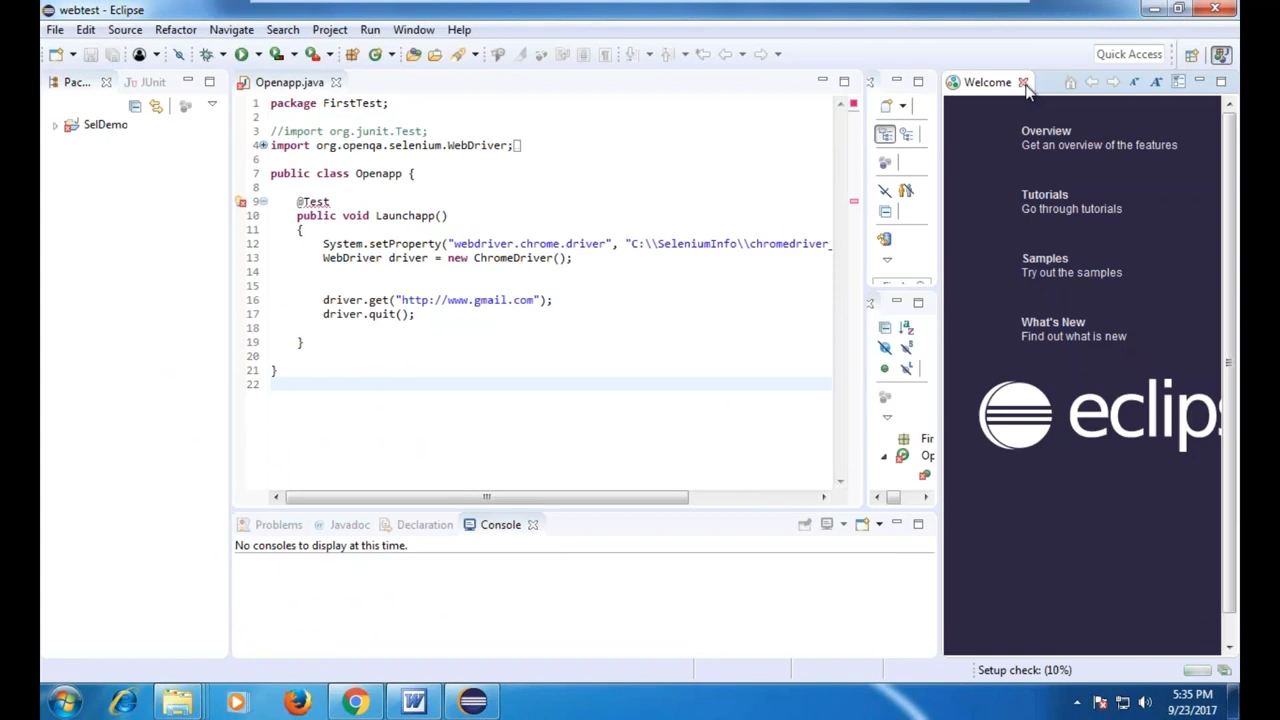 webtest - Eclipse
File Edit Source Refactor Navigate Search Project Run Window Help
Quick Access
Pac... JUnit
Openapp.java
Welcome
SelDemo
1 package FirstTest;
2
3 //import org.junit.Test;
4 import org.openqa.selenium.WebDriver;
6
7 public class Openapp {
8
9 @Test
10 public void Launchapp()
11 {
12 System.setProperty("webdriver.chrome.driver", "C:\\SeleniumInfo\\chromedriver_
13 WebDriver driver = new ChromeDriver();
14
15
16 driver.get("http://www.gmail.com");
17 driver.quit();
18
19 }
20
21 }
22
Fir
Op
Overview
Get an overview of the features
Tutorials
Go through tutorials
Samples
Try out the samples
What's New
Find out what is new
eclips
Problems Javadoc Declaration Console
No consoles to display at this time.
Setup check: (10%)
5:35 PM
9/23/2017